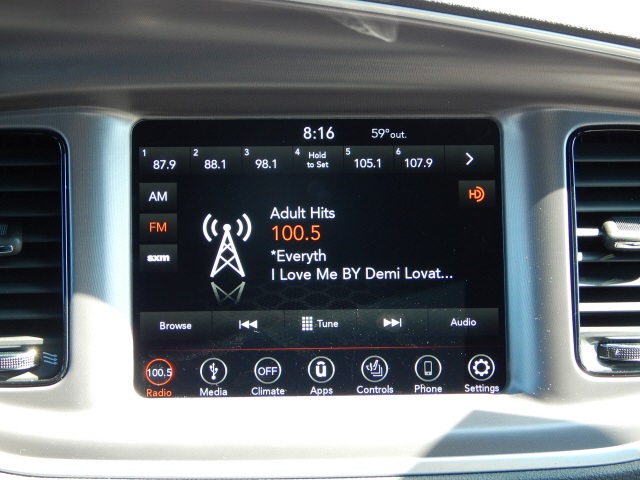 8:16 59° out.
1 87.9 2 88.1 3 98.1 4 Hold to Set 5 105.1 6 107.9
AM
HD
FM
sxm
Adult Hits
100.5
*Everyth
I Love Me BY Demi Lovat...
Browse Tune Audio
100.5 OFF
Radio Media Climate Apps Controls Phone Settings